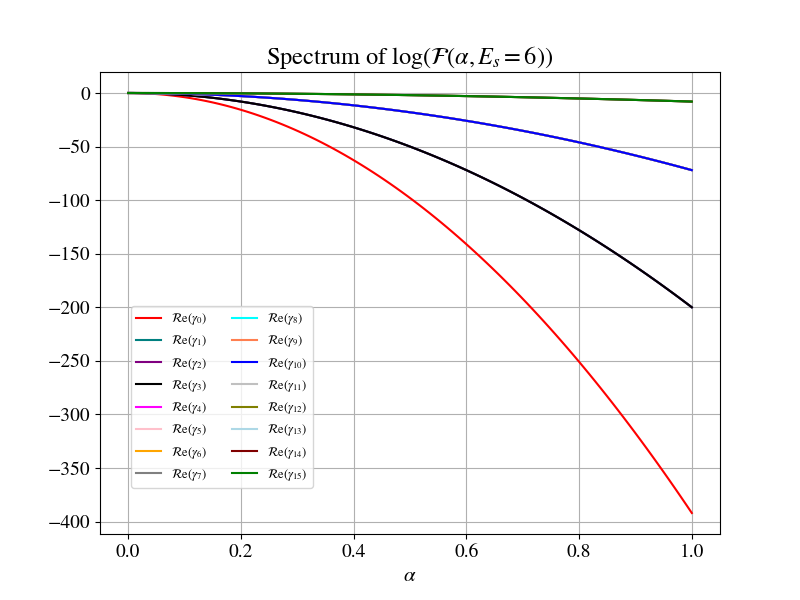 Spectrum of log(𝓕(α, E_s = 6))
0
−50
−100
−150
−200
−250
−300
−350
−400
0.0 0.2 0.4 0.6 0.8 1.0
α
𝓡e(γ₀) 𝓡e(γ₈)
𝓡e(γ₁) 𝓡e(γ₉)
𝓡e(γ₂) 𝓡e(γ₁₀)
𝓡e(γ₃) 𝓡e(γ₁₁)
𝓡e(γ₄) 𝓡e(γ₁₂)
𝓡e(γ₅) 𝓡e(γ₁₃)
𝓡e(γ₆) 𝓡e(γ₁₄)
𝓡e(γ₇) 𝓡e(γ₁₅)